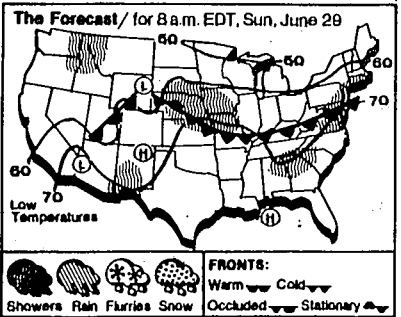 The Forecast / for 8 a.m. EDT, Sun, June 29
50
50
60
70
L
H
L
60
70
H
Low
Temperatures
Showers Rain Flurries Snow
FRONTS:
Warm Cold
Occluded Stationary